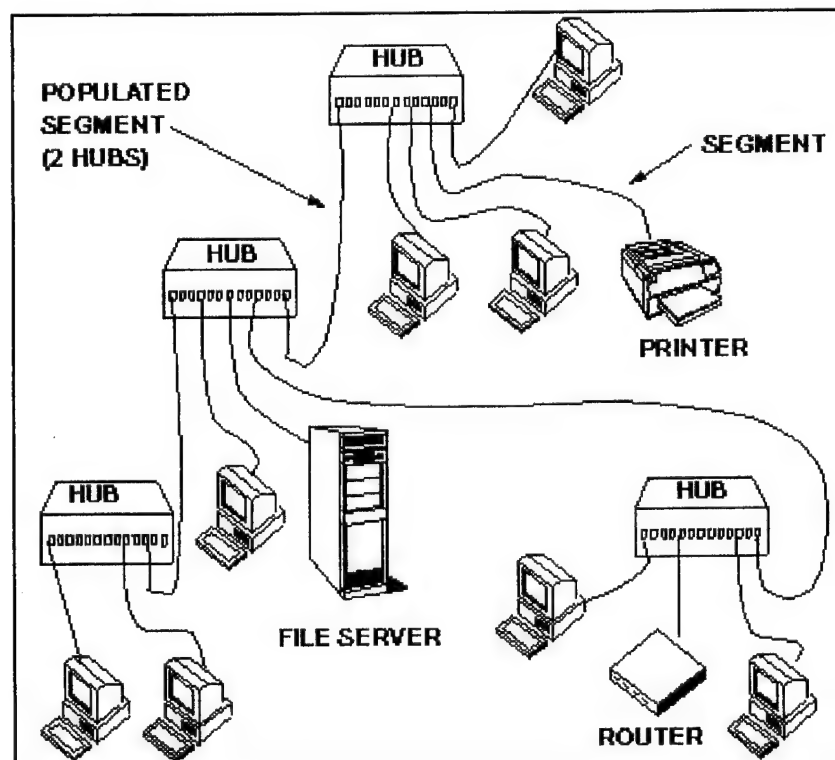 HUB
POPULATED
SEGMENT
(2 HUBS)
SEGMENT
HUB
PRINTER
HUB
HUB
FILE SERVER
ROUTER